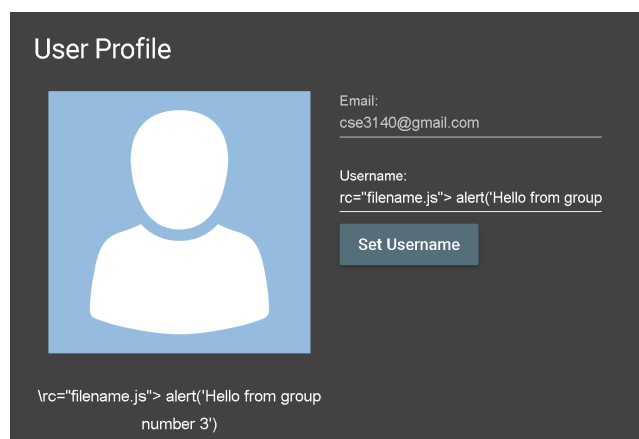 User Profile
Email:
cse3140@gmail.com
Username:
rc="filename.js"> alert('Hello from group
Set Username
\rc="filename.js"> alert('Hello from group
number 3')